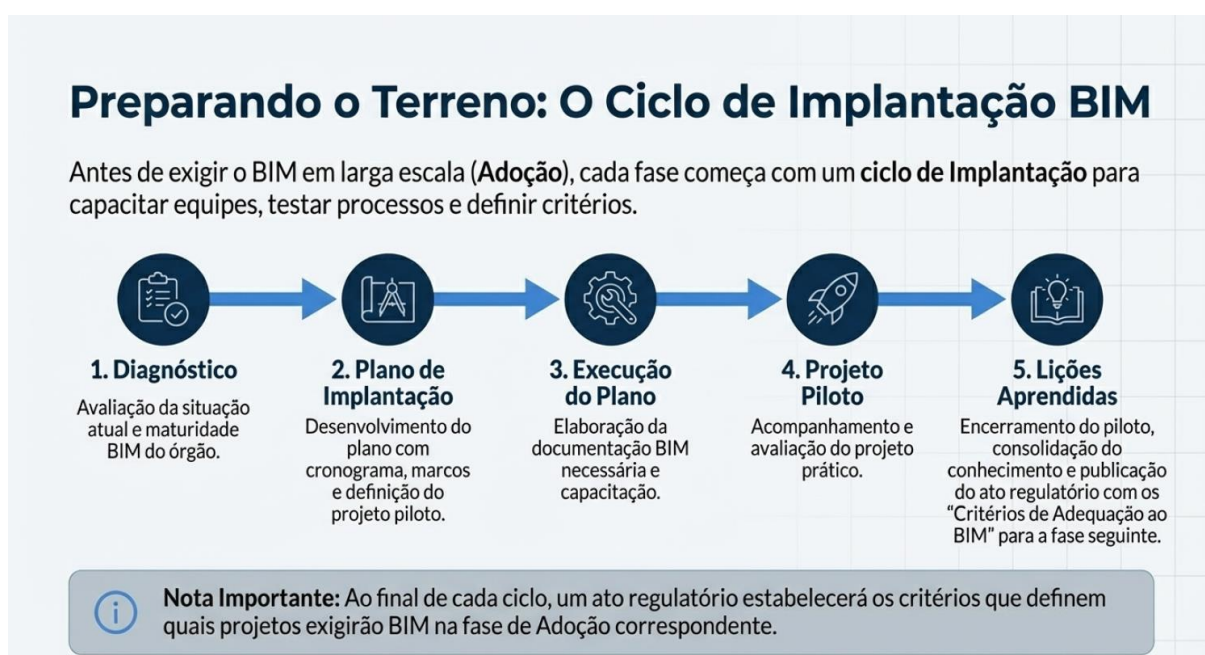 Preparando o Terreno: O Ciclo de Implantação BIM
Antes de exigir o BIM em larga escala (Adoção), cada fase começa com um ciclo de Implantação para
capacitar equipes, testar processos e definir critérios.
1. Diagnóstico
Avaliação da situação
atual e maturidade
BIM do órgão.
2. Plano de
Implantação
Desenvolvimento do
plano com
cronograma, marcos
e definição do
projeto piloto.
3. Execução
do Plano
Elaboração da
documentação BIM
necessária e
capacitação.
4. Projeto
Piloto
Acompanhamento e
avaliação do projeto
prático.
5. Lições
Aprendidas
Encerramento do piloto,
consolidação do
conhecimento e publicação
do ato regulatório com os
“Critérios de Adequação ao
BIM” para a fase seguinte.
Nota Importante: Ao final de cada ciclo, um ato regulatório estabelecerá os critérios que definem
quais projetos exigirão BIM na fase de Adoção correspondente.